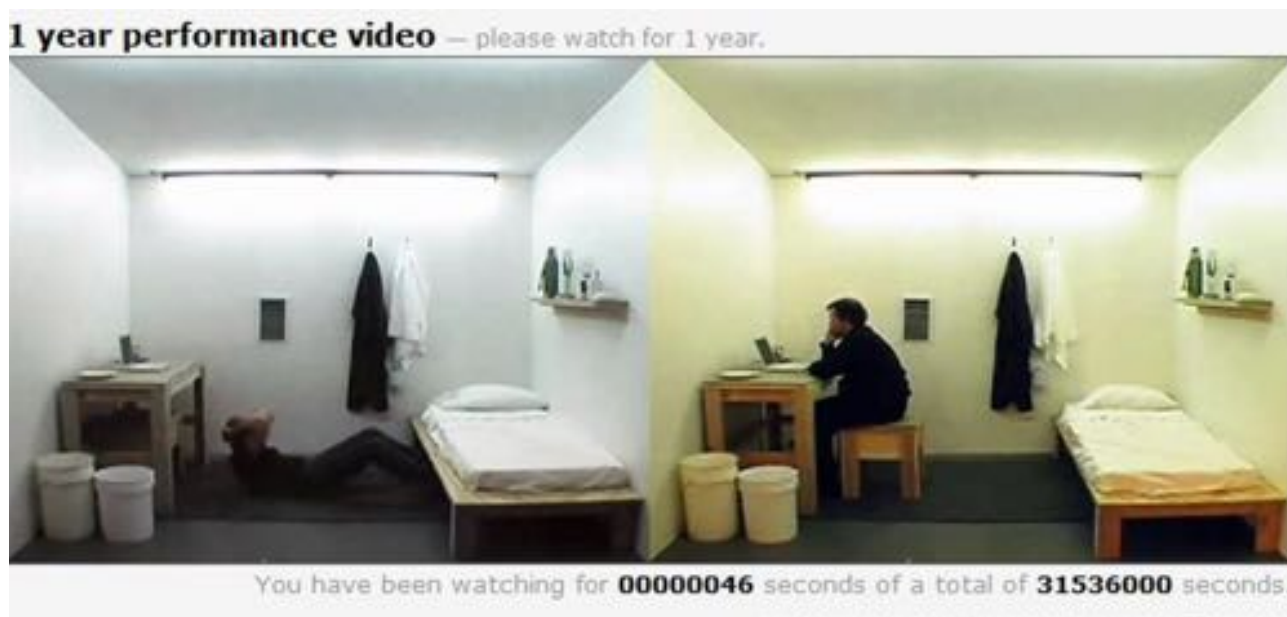 1 year performance video — please watch for 1 year.
You have been watching for 00000046 seconds of a total of 31536000 seconds